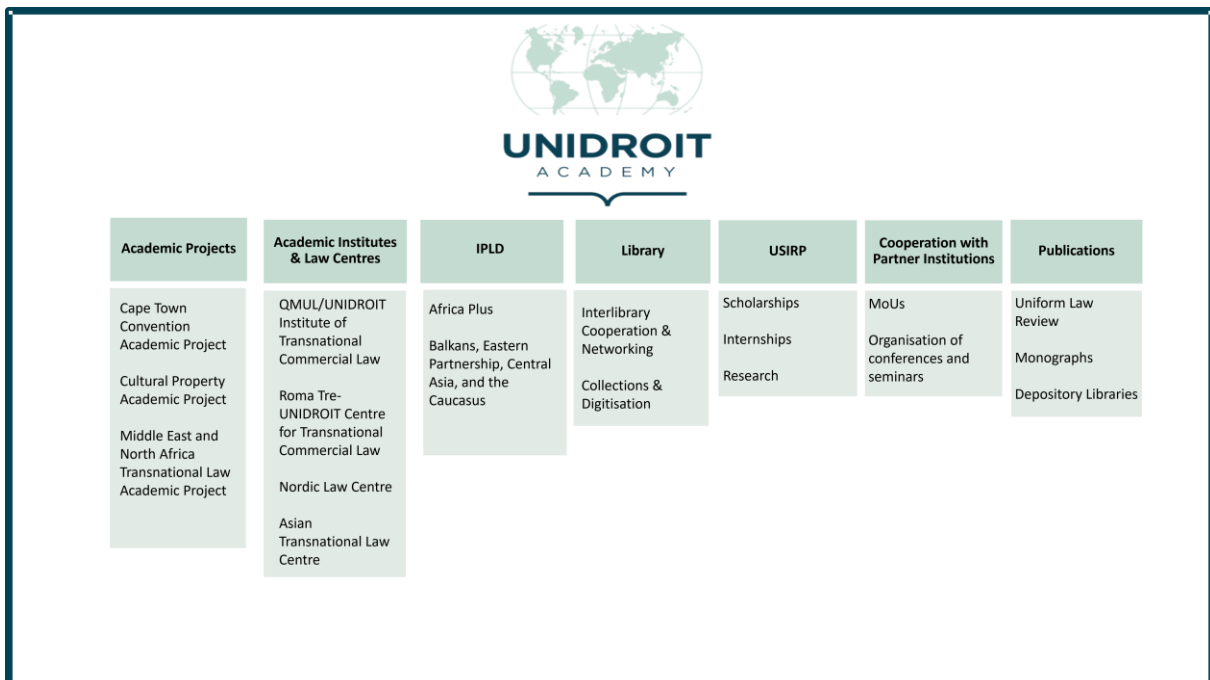 UNIDROIT
ACADEMY
Academic Projects
Cape Town
Convention
Academic Project
Cultural Property
Academic Project
Middle East and
North Africa
Transnational Law
Academic Project
Academic Institutes
& Law Centres
QMUL/UNIDROIT
Institute of
Transnational
Commercial Law
Roma Tre-
UNIDROIT Centre
for Transnational
Commercial Law
Nordic Law Centre
Asian
Transnational Law
Centre
IPLD
Africa Plus
Balkans, Eastern
Partnership, Central
Asia, and the
Caucasus
Library
Interlibrary
Cooperation &
Networking
Collections &
Digitisation
USIRP
Scholarships
Internships
Research
Cooperation with
Partner Institutions
MoUs
Organisation of
conferences and
seminars
Publications
Uniform Law
Review
Monographs
Depository Libraries